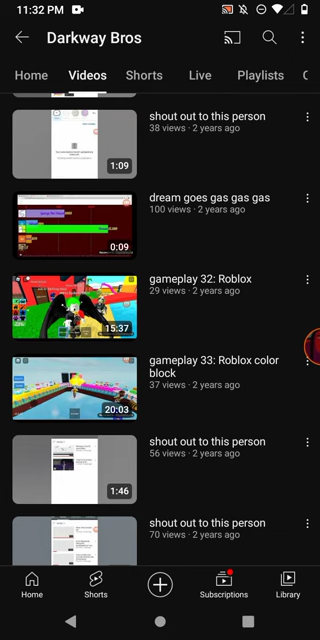 11:32 PM
Darkway Bros
Home Videos Shorts Live Playlists
shout out to this person
38 views · 2 years ago
1:09
dream goes gas gas gas
100 views · 2 years ago
0:09
gameplay 32: Roblox
29 views · 2 years ago
15:37
gameplay 33: Roblox color
block
37 views · 2 years ago
20:03
shout out to this person
56 views · 2 years ago
1:46
shout out to this person
70 views · 2 years ago
Home Shorts Subscriptions Library